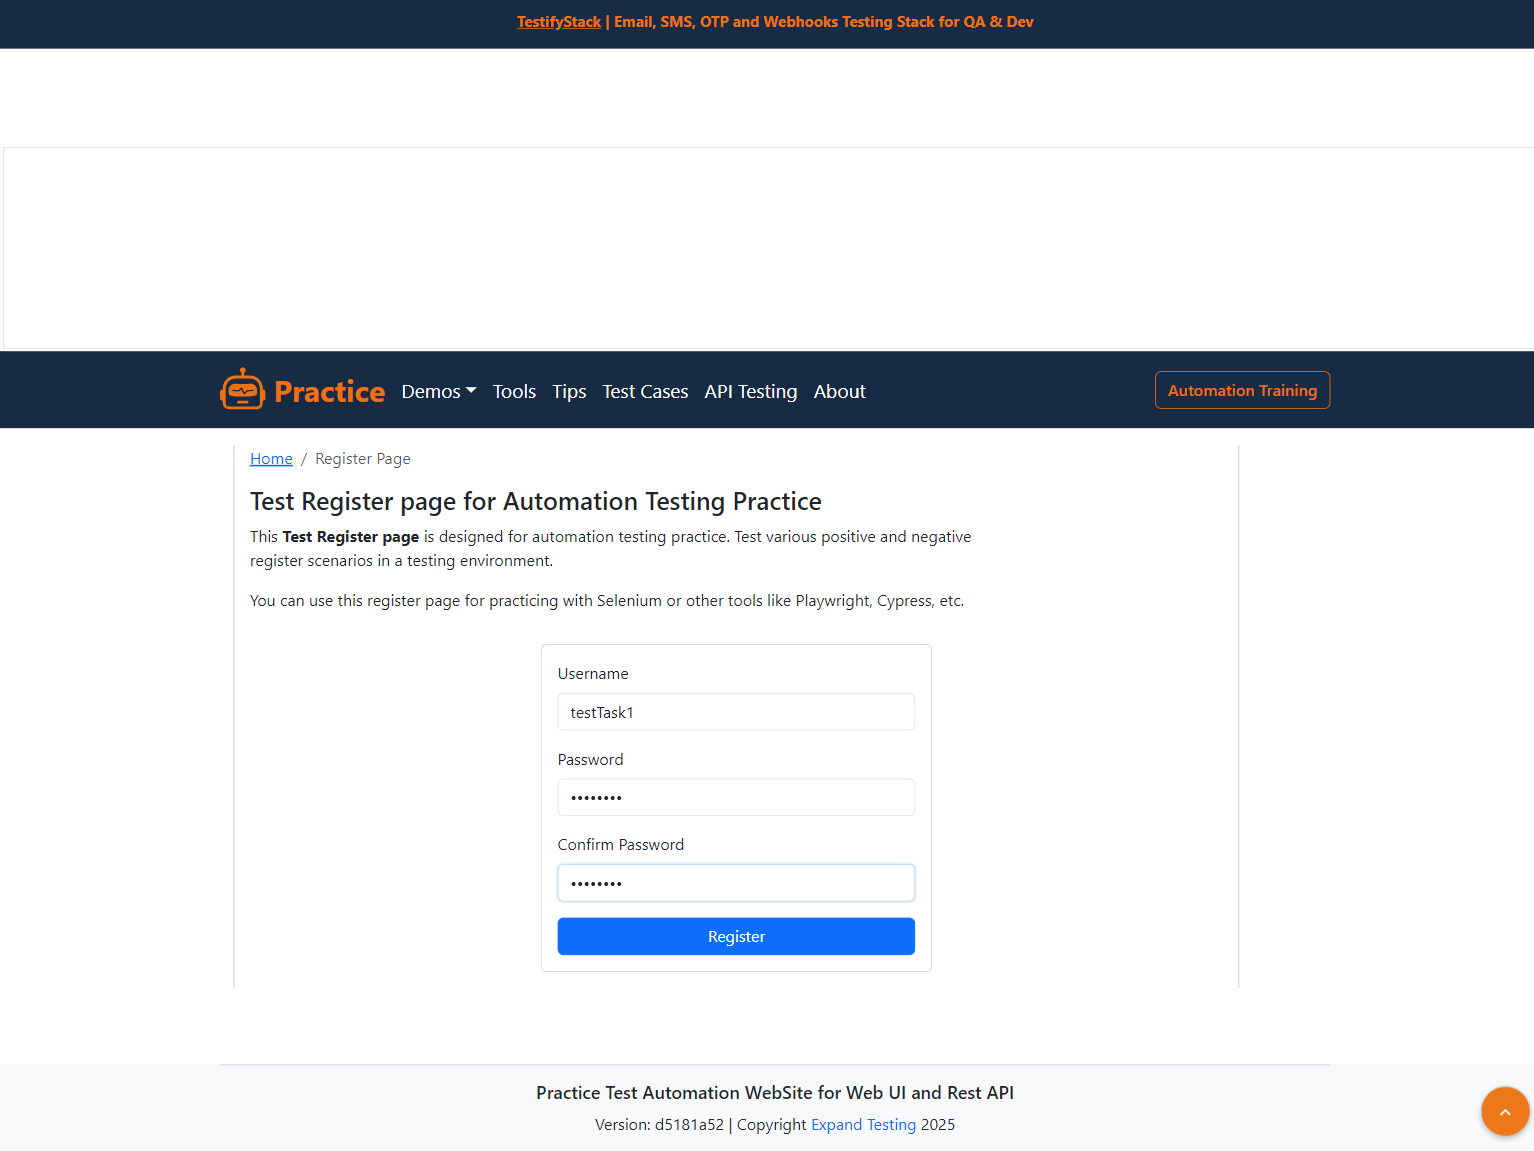 TestifyStack | Email, SMS, OTP and Webhooks Testing Stack for QA & Dev
Practice Demos Tools Tips Test Cases API Testing About Automation Training
Home / Register Page
Test Register page for Automation Testing Practice
This Test Register page is designed for automation testing practice. Test various positive and negative
register scenarios in a testing environment.
You can use this register page for practicing with Selenium or other tools like Playwright, Cypress, etc.
Username
testTask1
Password
••••••••
Confirm Password
••••••••
Register
Practice Test Automation WebSite for Web UI and Rest API
Version: d5181a52 | Copyright Expand Testing 2025